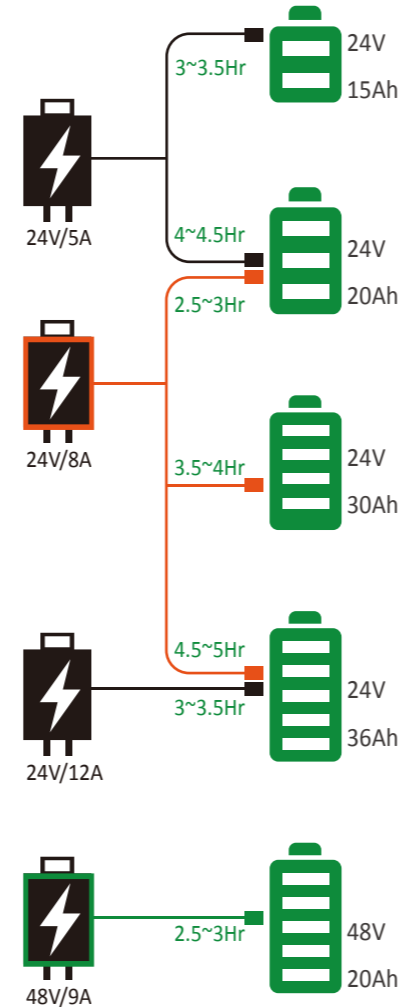 3~3.5Hr
24V
15Ah
24V/5A
4~4.5Hr
24V
20Ah
2.5~3Hr
24V/8A
3.5~4Hr
24V
30Ah
4.5~5Hr
24V
3~3.5Hr
36Ah
24V/12A
2.5~3Hr
48V
20Ah
48V/9A